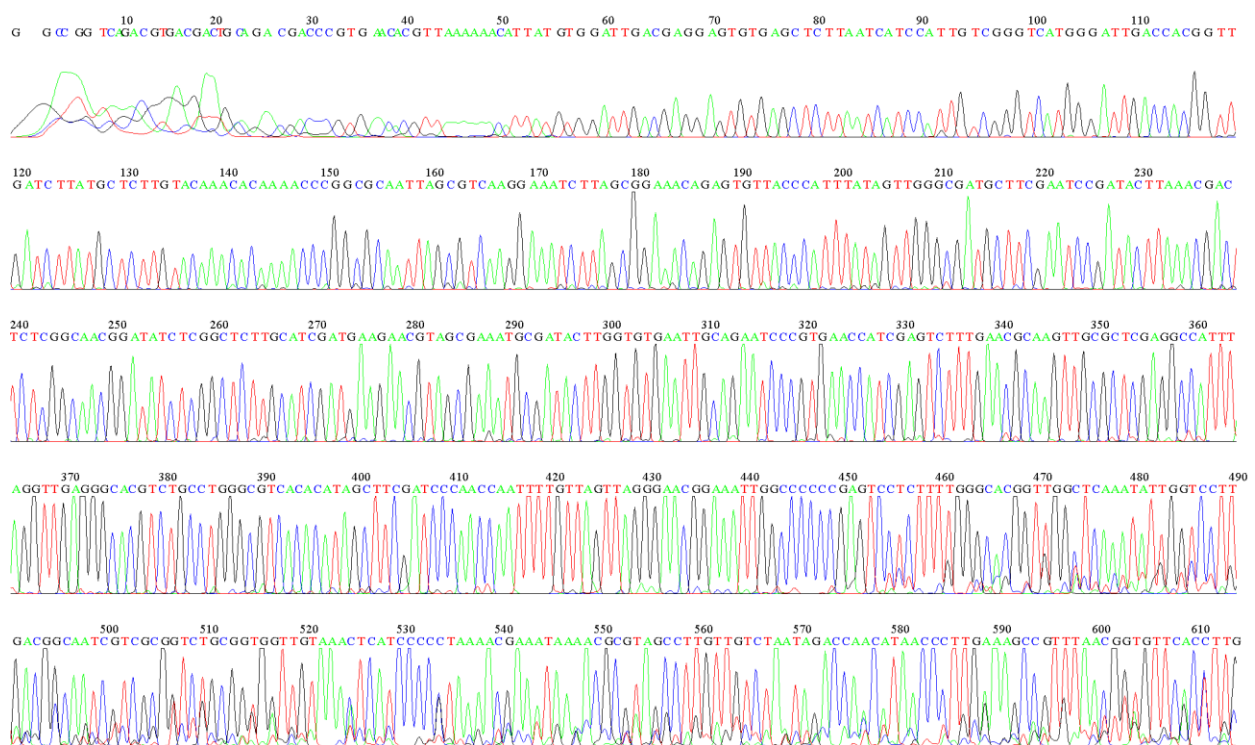 10 20 30 40 50 60 70 80 90 100 110
G GCC GG TCAGACGTGACGACTGCAGA CGACCCGTG AACACGTTAAAAAACATTATGTGGATTGACGAGGAGTGTGAGCTCTTAATCATCCATTGTCGGGTCATGGGATTGACCACGGTT
120 130 140 150 160 170 180 190 200 210 220 230
GATCTTATGCTCTTGTACAAACACAAAACCCGGCGCAATTAGCGTCAAGGAAATCTTAGCGGAAACAGAGTGTTACCCATTTATAGTTGGGCGATGCTTCGAATCCGATACTTAAACGAC
240 250 260 270 280 290 300 310 320 330 340 350 360
TCTCGGCAACGGATATCTCGGCTCTTGCATCGATGAAGAACGTAGCGAAATGCGATACTTGGTGTGAATTGCAGAATCCCGTGAACCATCGAGTCTTTGAACGCAAGTTGCGCTCGAGGCCATTT
370 380 390 400 410 420 430 440 450 460 470 480 490
AGGTTGAGGGCACGTCTGCCTGGGCGTCACACATAGCTTCGATCCCAACCAATTTTGTTAGTTAGGGAACGGAAATTGGCCCCCCGAGTCCTCTTTTGGGCACGGTTGGCTCAAATATTGGTCCTT
500 510 520 530 540 550 560 570 580 590 600 610
GACGGCAATCGTCGCGGTCTGCGGTGGTTGTAAACTCATCCCCCTAAAACGAAATAAAACGCGTAGCCTTGTTGTCTAATAGACCAACATAACCCTTGAAAGCCGTTTAACGGTGTTCACCTTG